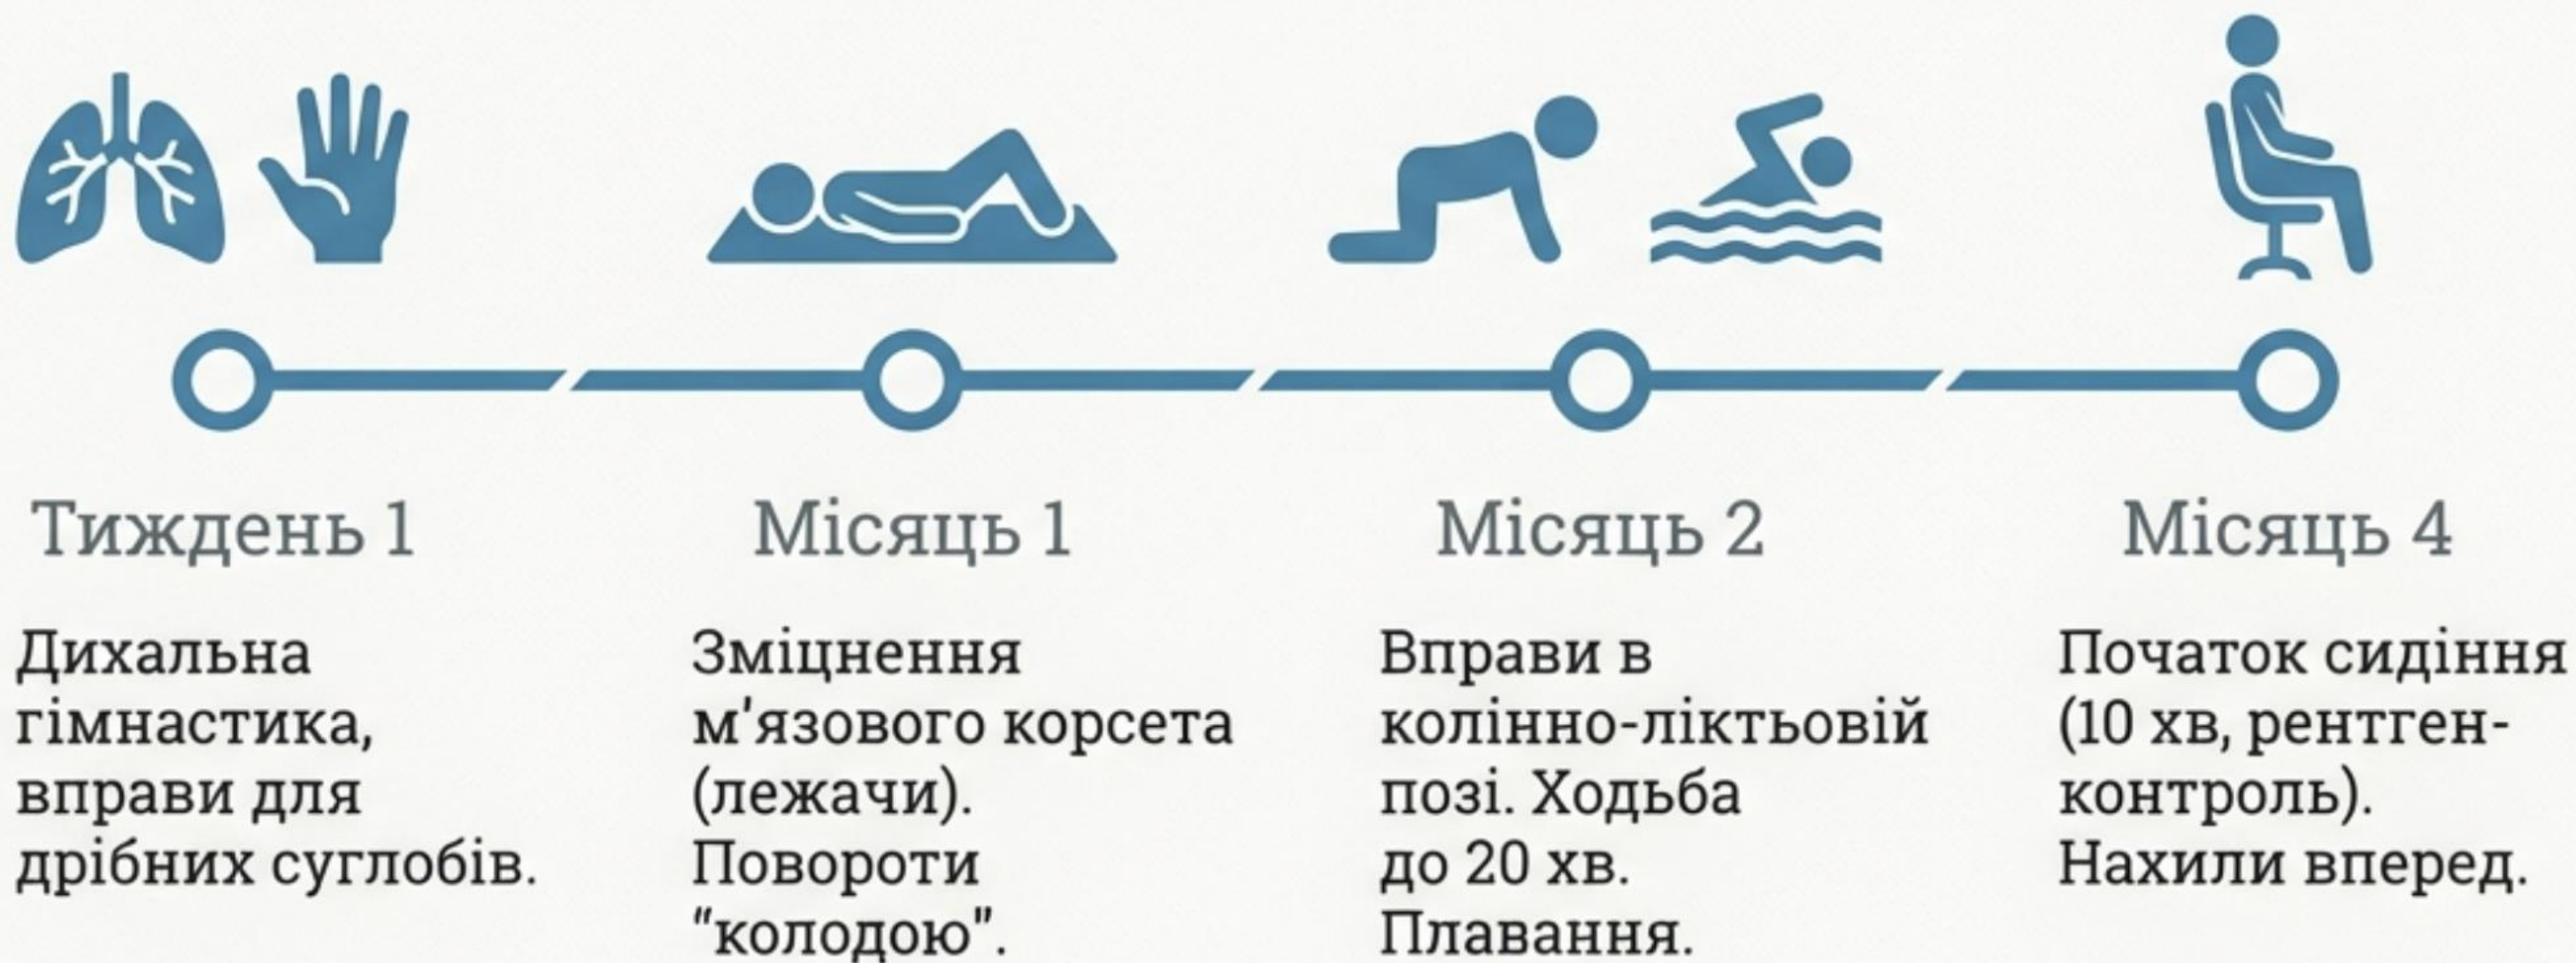 Тиждень 1
Дихальна
гімнастика,
вправи для
дрібних суглобів.
Місяць 1
Зміцнення
м'язового корсета
(лежачи).
Повороти
"колодою".
Місяць 2
Вправи в
колінно-ліктьовій
позі. Ходьба
до 20 хв.
Плавання.
Місяць 4
Початок сидіння
(10 хв, рентген-
контроль).
Нахили вперед.